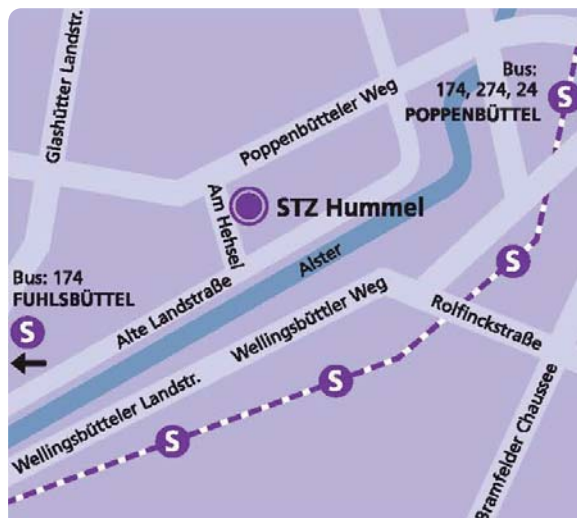 Glashütter Landstr.
Poppenbütteler Weg
Bus:
174, 274, 24
POPPENBÜTTEL
S
Am Hehsel
STZ Hummel
Alster
S
Bus: 174
FUHLSBÜTTEL
S
Alte Landstraße
Wellingsbüttler Weg
Rolfinckstraße
S
Wellingsbütteler Landstr.
S
Bramfelder Chaussee